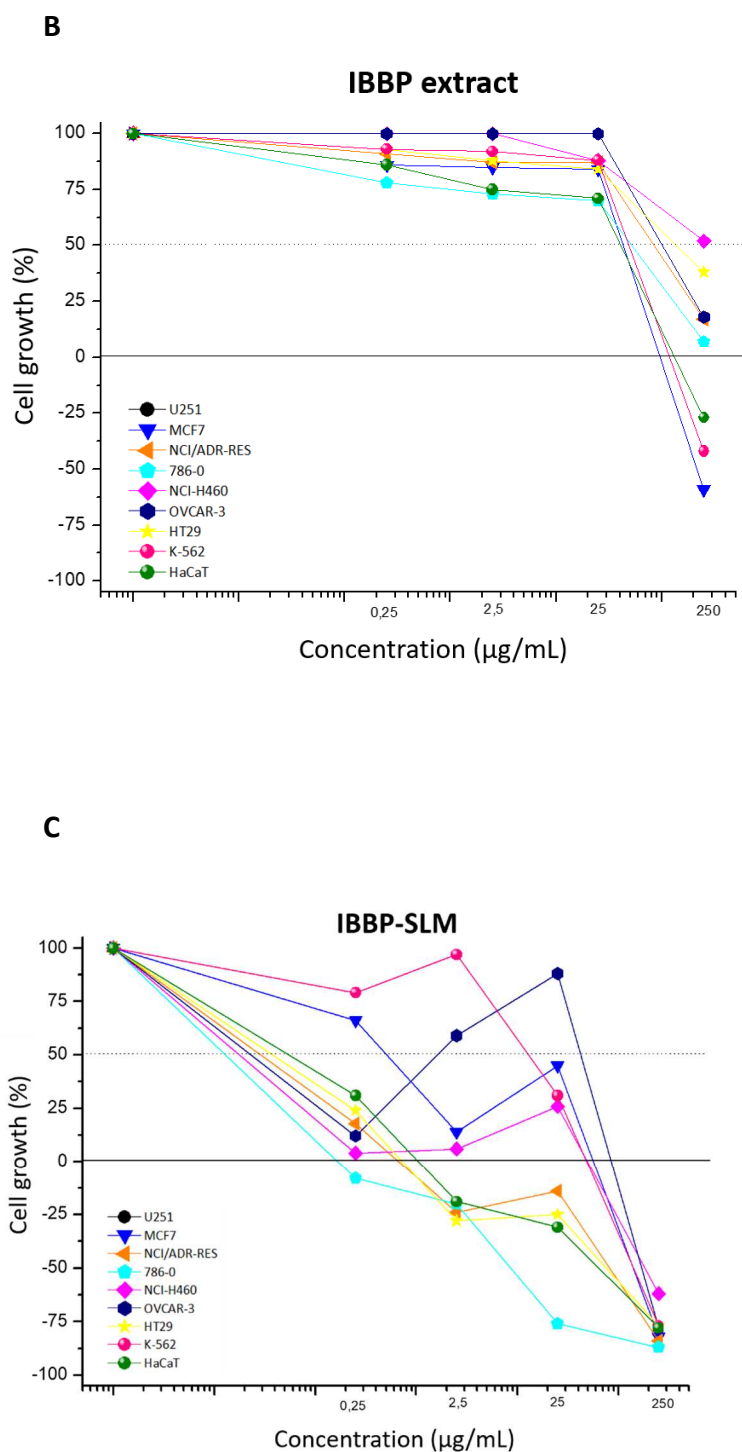 B
IBBP extract
100
75
50
25
0
-25
-50
-75
-100
Cell growth (%)
U251
MCF7
NCI/ADR-RES
786-0
NCI-H460
OVCAR-3
HT29
K-562
HaCaT
0,25 2,5 25 250
Concentration (µg/mL)
C
IBBP-SLM
100
75
50
25
0
-25
-50
-75
-100
Cell growth (%)
U251
MCF7
NCI/ADR-RES
786-0
NCI-H460
OVCAR-3
HT29
K-562
HaCaT
0,25 2,5 25 250
Concentration (µg/mL)